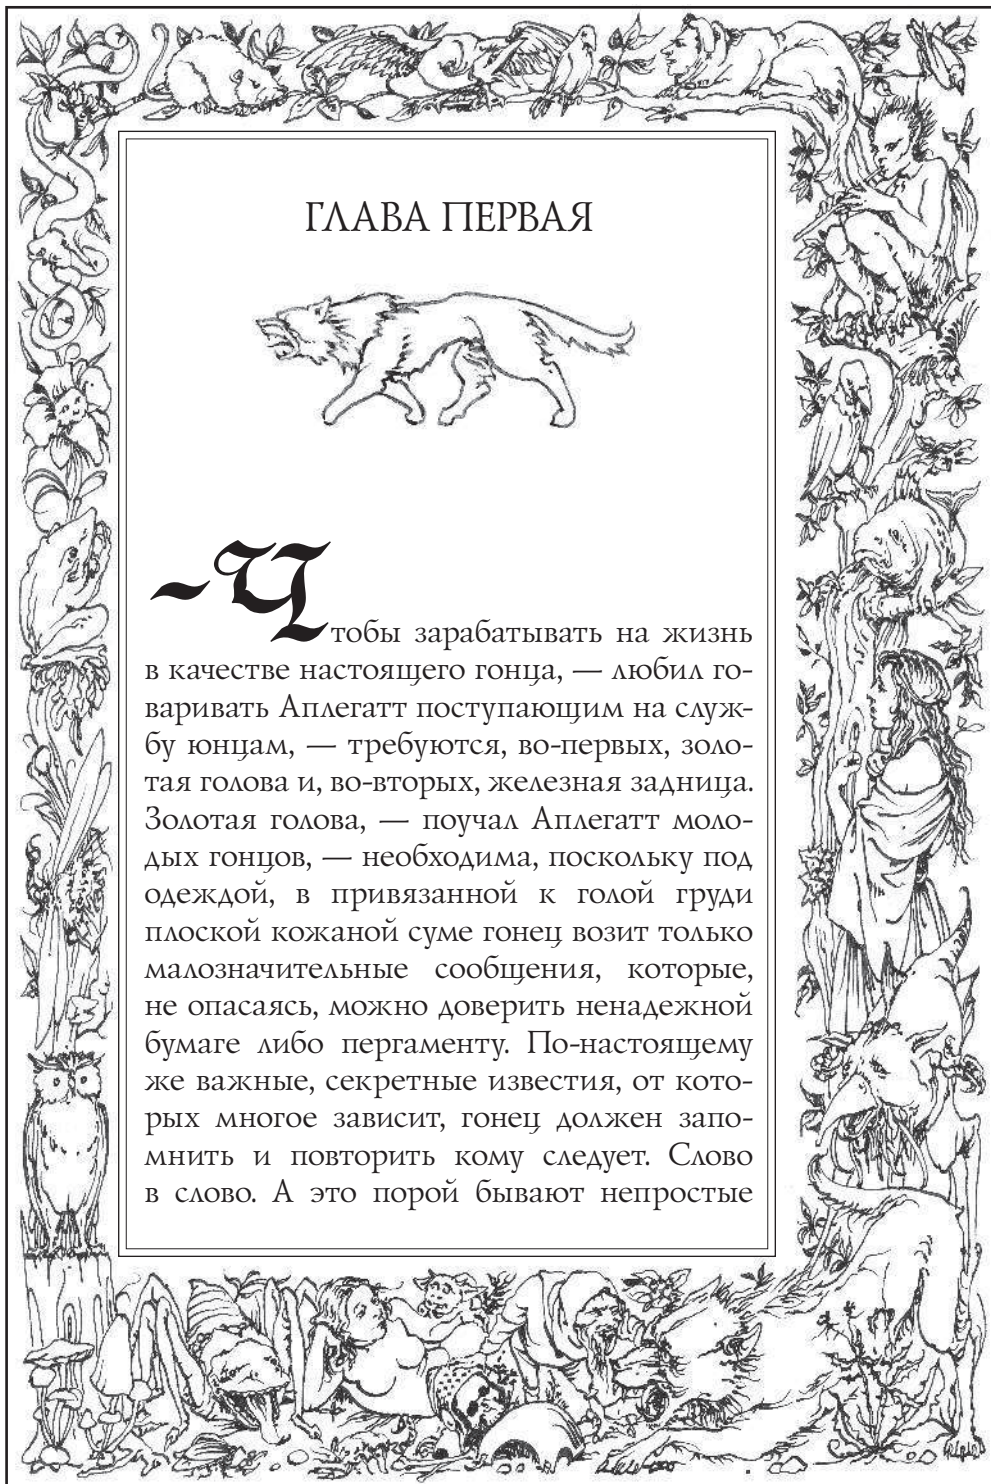 ГЛАВА ПЕРВАЯ
–Чтобы зарабатывать на жизнь
в качестве настоящего гонца, — любил го-
варивать Аплегатт поступающим на служ-
бу юнцам, — требуются, во-первых, золо-
тая голова и, во-вторых, железная задница.
Золотая голова, — поучал Аплегатт моло-
дых гонцов, — необходима, поскольку под
одеждой, в привязанной к голой груди
плоской кожаной суме гонец возит только
малозначительные сообщения, которые,
не опасаясь, можно доверить ненадежной
бумаге либо пергаменту. По-настоящему
же важные, секретные известия, от кото-
рых многое зависит, гонец должен запо-
мнить и повторить кому следует. Слово
в слово. А это порой бывают непростые